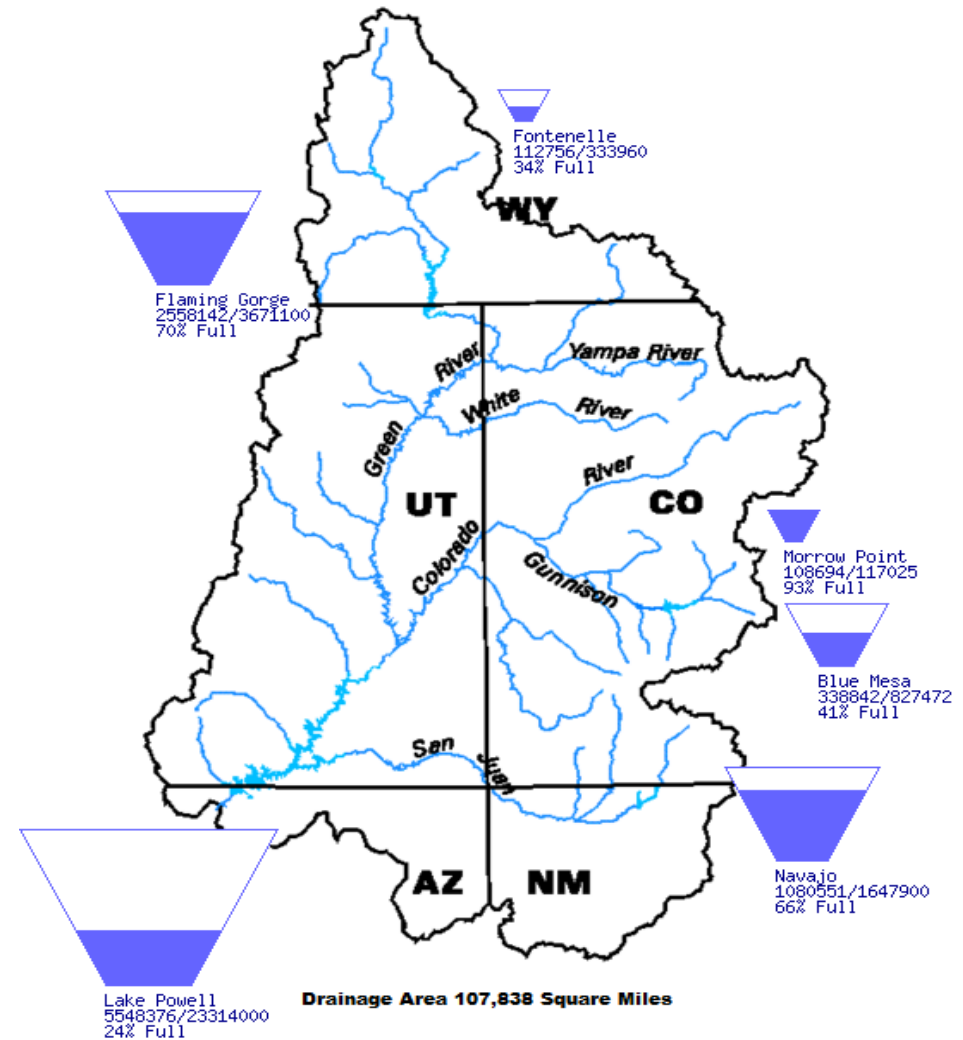 Fontenelle
112756/333960
34% Full
WY
Flaming Gorge
2558142/3671100
70% Full
Yampa River
River
White
River
Green
River
UT
CO
Colorado
Gunnison
Morrow Point
108694/117025
93% Full
Blue Mesa
338842/827472
41% Full
San
Juan
Navajo
1080551/1647900
66% Full
AZ
NM
Lake Powell
5548376/23314000
24% Full
Drainage Area 107,838 Square Miles